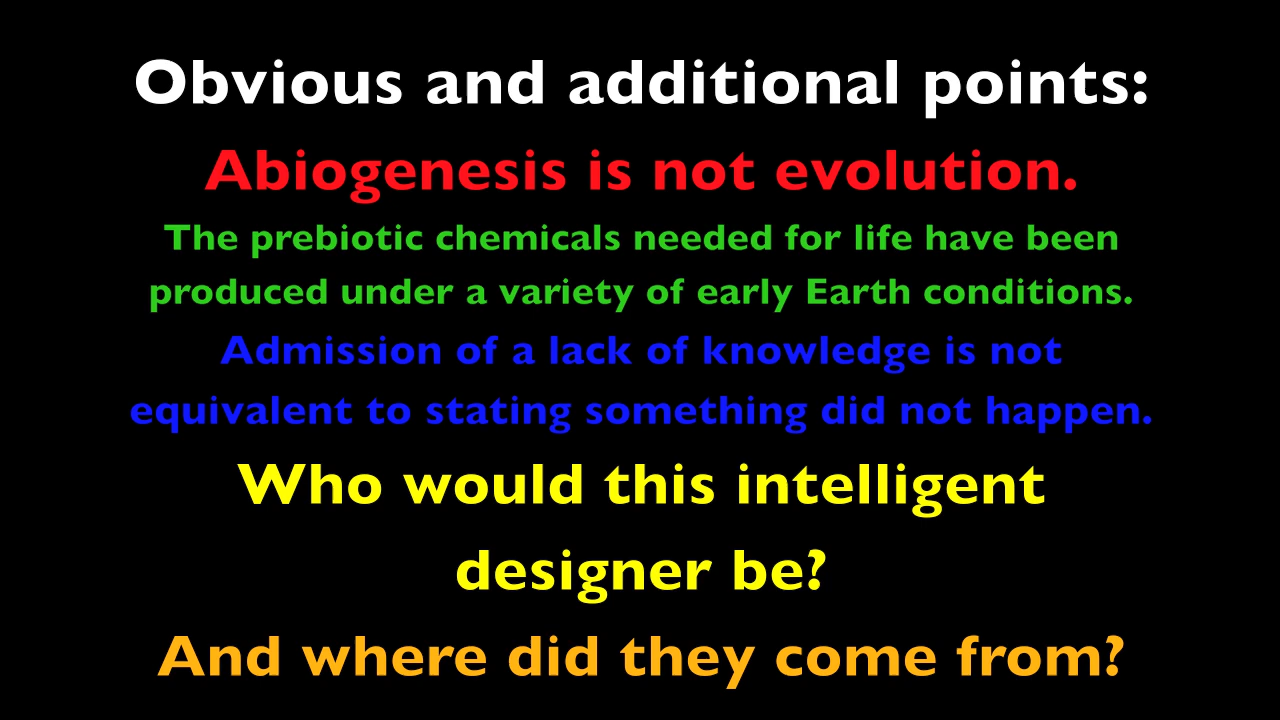 Obvious and additional points:
Abiogenesis is not evolution.
The prebiotic chemicals needed for life have been
produced under a variety of early Earth conditions.
Admission of a lack of knowledge is not
equivalent to stating something did not happen.
Who would this intelligent
designer be?
And where did they come from?